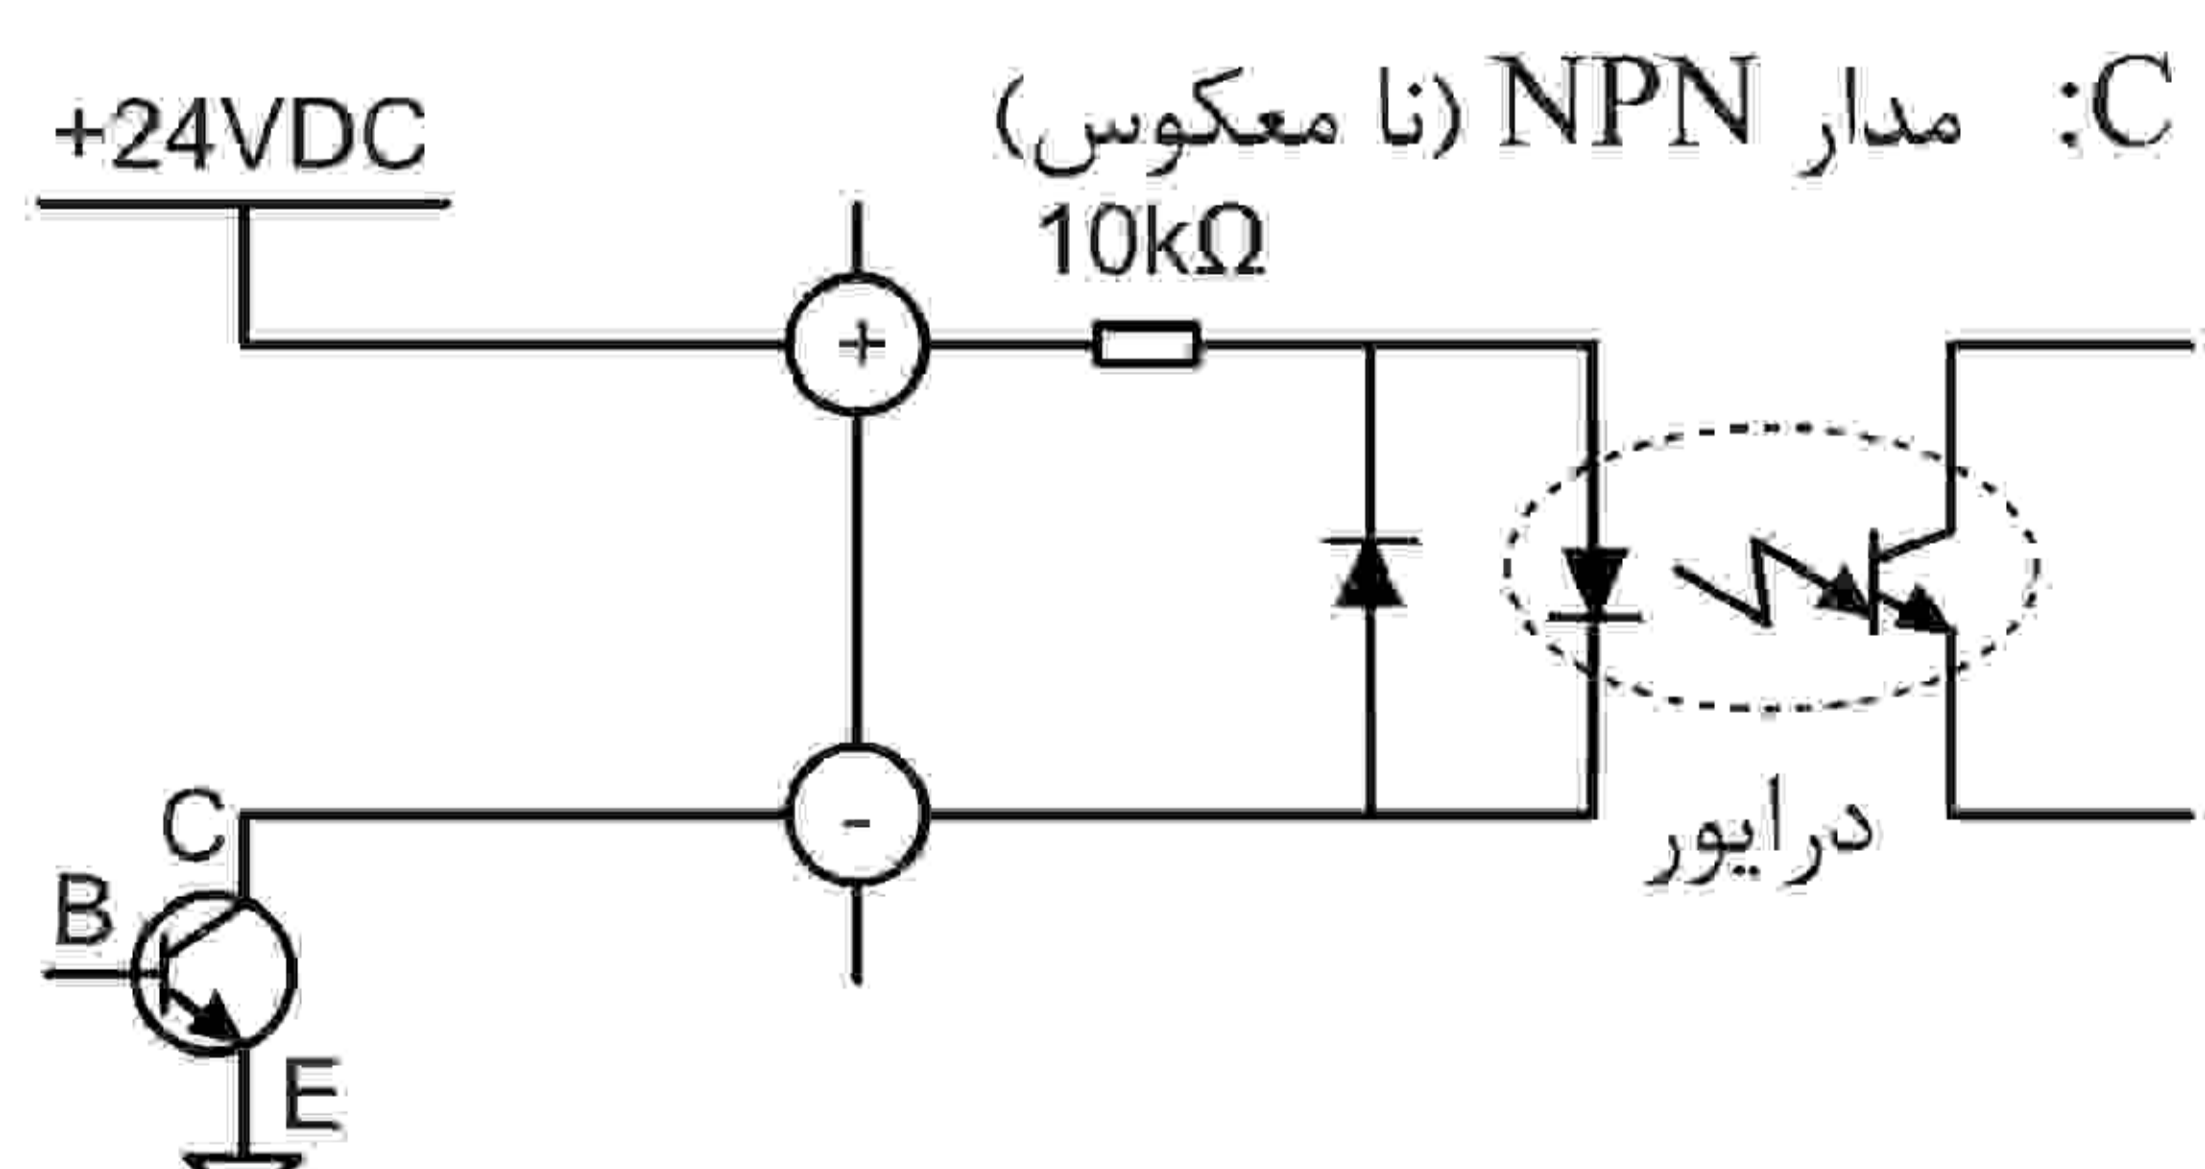 C: مدار NPN (نا معکوس)
+24VDC
10kΩ
+
-
C
B
E
درایور